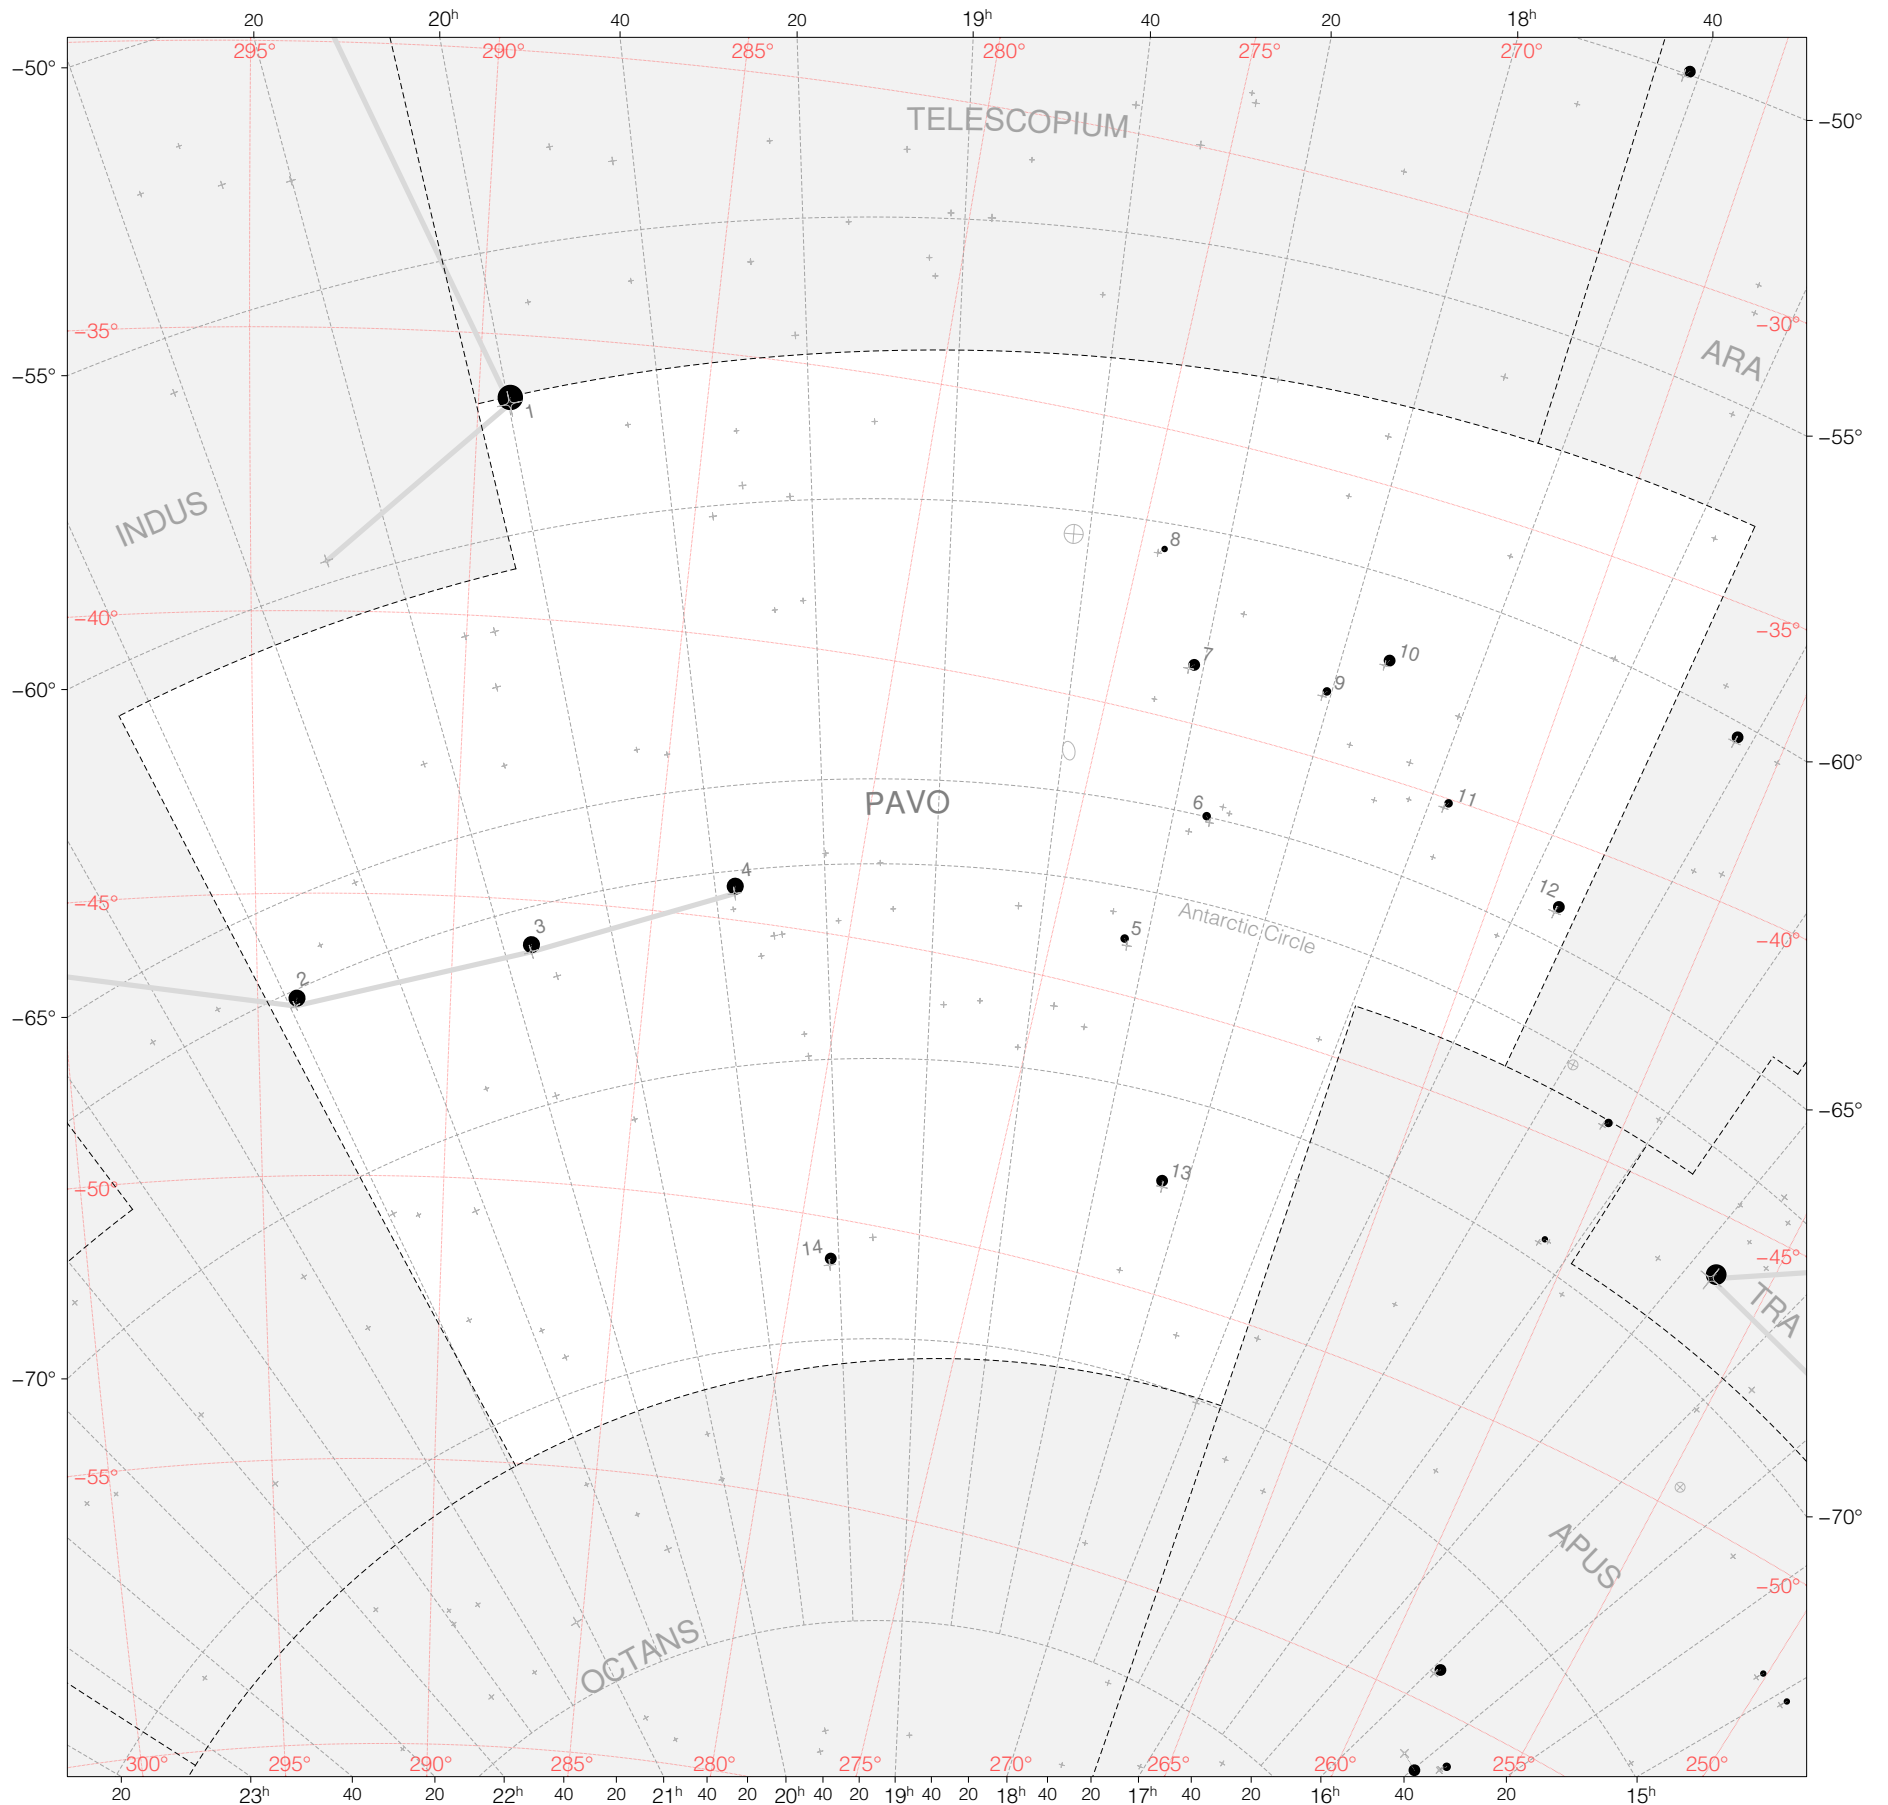 20 20h 40 20 19h 40 20 18h 40
295° 290° 285° 280° 275° 270°
−50°
TELESCOPIUM
−50°
−35°
−30°
ARA
−55°
1
−55°
INDUS
8
−40°
−35°
7
10
9
−60°
−60°
6
11
PAVO
4
12
−45°
Antarctic Circle
5
3
−40°
2
−65°
−65°
13
−50°
14
−45°
TRA
−70°
−55°
−70°
APUS
−50°
OCTANS
300° 295° 290° 285° 280° 275° 270° 265° 260° 255° 250°
20 23h 40 20 22h 40 20 21h 40 20 20h 40 20 19h 40 20 18h 40 20 17h 40 20 16h 40 20 15h